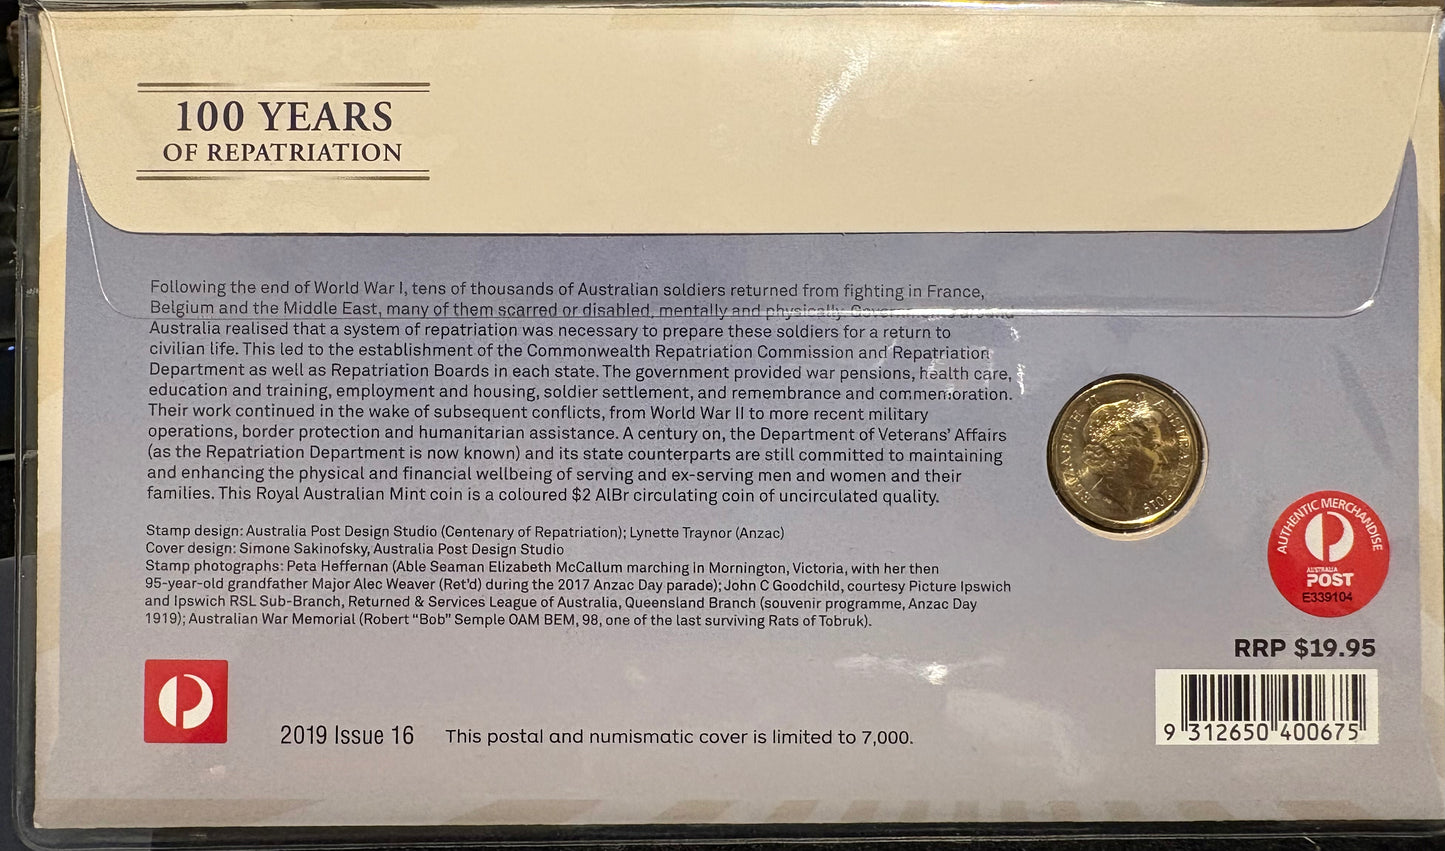 100 YEARS
OF REPATRIATION
Following the end of World War I, tens of thousands of Australian soldiers returned from fighting in France,
Belgium and the Middle East, many of them scarred or disabled, mentally and physically. Governments around
Australia realised that a system of repatriation was necessary to prepare these soldiers for a return to
civilian life. This led to the establishment of the Commonwealth Repatriation Commission and Repatriation
Department as well as Repatriation Boards in each state. The government provided war pensions, health care,
education and training, employment and housing, soldier settlement, and remembrance and commemoration.
Their work continued in the wake of subsequent conflicts, from World War II to more recent military
operations, border protection and humanitarian assistance. A century on, the Department of Veterans' Affairs
(as the Repatriation Department is now known) and its state counterparts are still committed to maintaining
and enhancing the physical and financial wellbeing of serving and ex-serving men and women and their
families. This Royal Australian Mint coin is a coloured $2 AlBr circulating coin of uncirculated quality.
Stamp design: Australia Post Design Studio (Centenary of Repatriation); Lynette Traynor (Anzac)
Cover design: Simone Sakinofsky, Australia Post Design Studio
Stamp photographs: Peta Heffernan (Able Seaman Elizabeth McCallum marching in Mornington, Victoria, with her then
95-year-old grandfather Major Alec Weaver (Ret'd) during the 2017 Anzac Day parade); John C Goodchild, courtesy Picture Ipswich
and Ipswich RSL Sub-Branch, Returned & Services League of Australia, Queensland Branch (souvenir programme, Anzac Day
1919); Australian War Memorial (Robert "Bob" Semple OAM BEM, 98, one of the last surviving Rats of Tobruk).
ELIZABETH II AUSTRALIA 2019
AUTHENTIC MERCHANDISE
AUSTRALIA
POST
E339104
RRP $19.95
9 312650 400675
2019 Issue 16 This postal and numismatic cover is limited to 7,000.